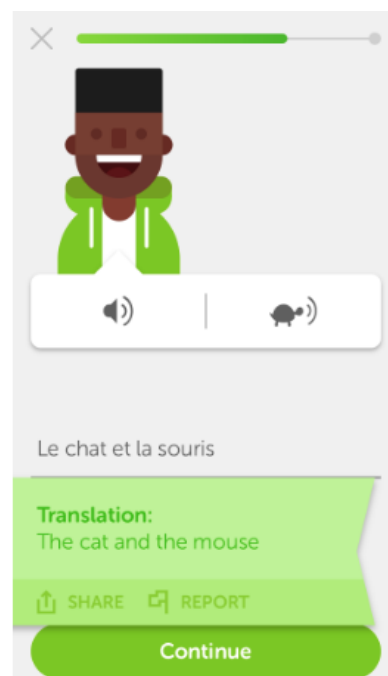 Le chat et la souris
Translation:
The cat and the mouse
SHARE REPORT
Continue